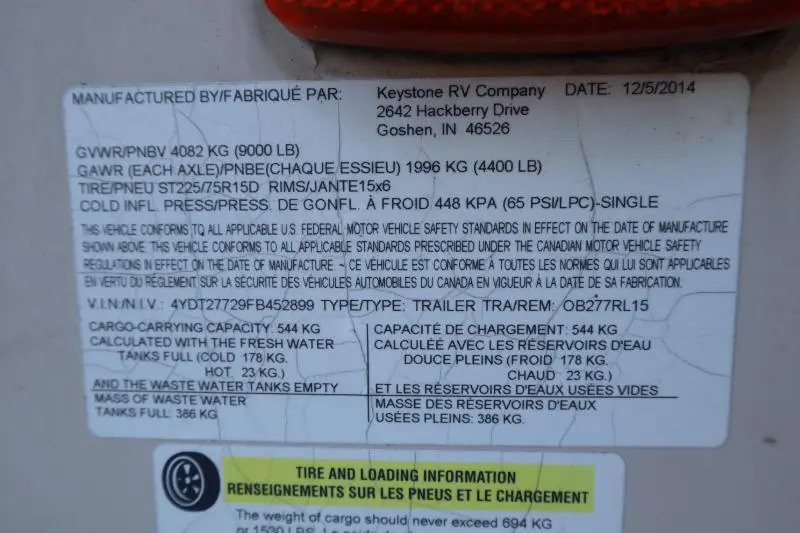 MANUFACTURED BY/FABRIQUÉ PAR: Keystone RV Company DATE: 12/5/2014
2642 Hackberry Drive
Goshen, IN 46526
GVWR/PNBV 4082 KG (9000 LB)
GAWR (EACH AXLE)/PNBE(CHAQUE ESSIEU) 1996 KG (4400 LB)
TIRE/PNEU ST225/75R15D RIMS/JANTE15x6
COLD INFL. PRESS/PRESS. DE GONFL. À FROID 448 KPA (65 PSI/LPC)-SINGLE
THIS VEHICLE CONFORMS TO ALL APPLICABLE U.S. FEDERAL MOTOR VEHICLE SAFETY STANDARDS IN EFFECT ON THE DATE OF MANUFACTURE
SHOWN ABOVE. THIS VEHICLE CONFORMS TO ALL APPLICABLE STANDARDS PRESCRIBED UNDER THE CANADIAN MOTOR VEHICLE SAFETY
REGULATIONS IN EFFECT ON THE DATE OF MANUFACTURE ~ CE VÉHICULE EST CONFORME À TOUTES LES NORMES QUI LUI SONT APPLICABLES
EN VERTU DU RÉGLEMENT SUR LA SÉCURITÉ DES VÉHICULES AUTOMOBILES DU CANADA EN VIGUEUR À LA DATE DE SA FABRICATION.
V.I.N./N.I.V.: 4YDT27729FB452899 TYPE/TYPE: TRAILER TRA/REM: OB277RL15
CARGO-CARRYING CAPACITY: 544 KG
CALCULATED WITH THE FRESH WATER
TANKS FULL (COLD 178 KG.
HOT. 23 KG.)
AND THE WASTE WATER TANKS EMPTY
MASS OF WASTE WATER
TANKS FULL: 386 KG
CAPACITÉ DE CHARGEMENT: 544 KG
CALCULÉE AVEC LES RÉSERVOIRS D'EAU
DOUCE PLEINS (FROID 178 KG.
CHAUD 23 KG.)
ET LES RÉSERVOIRS D'EAUX USÉES VIDES
MASSE DES RÉSERVOIRS D'EAUX
USÉES PLEINS: 386 KG.
TIRE AND LOADING INFORMATION
RENSEIGNEMENTS SUR LES PNEUS ET LE CHARGEMENT
The weight of cargo should never exceed 694 KG
or 1530 LBS.